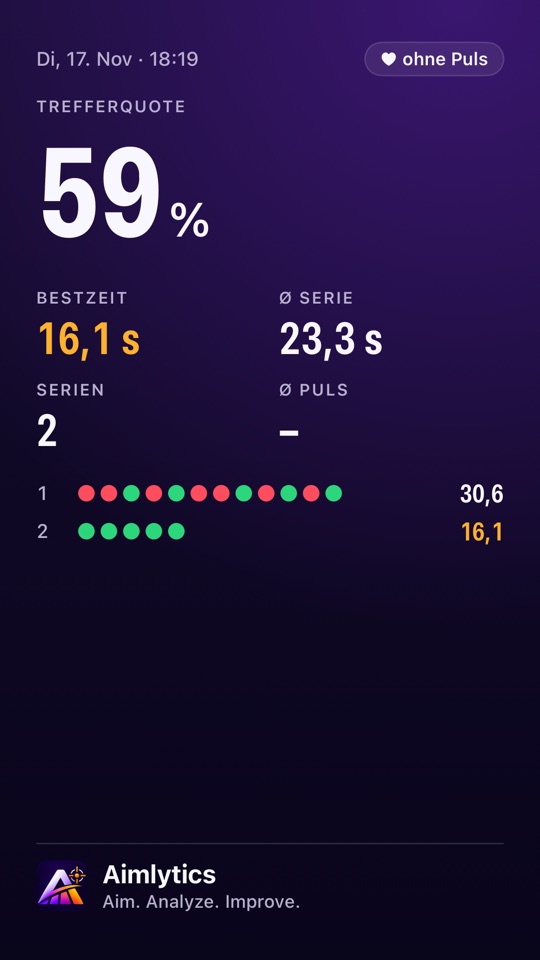 Di, 17. Nov · 18:19
ohne Puls
TREFFERQUOTE
59 %
BESTZEIT
Ø SERIE
16,1 s
23,3 s
SERIEN
Ø PULS
2
–
1 30,6
2 16,1
Aimlytics
Aim. Analyze. Improve.